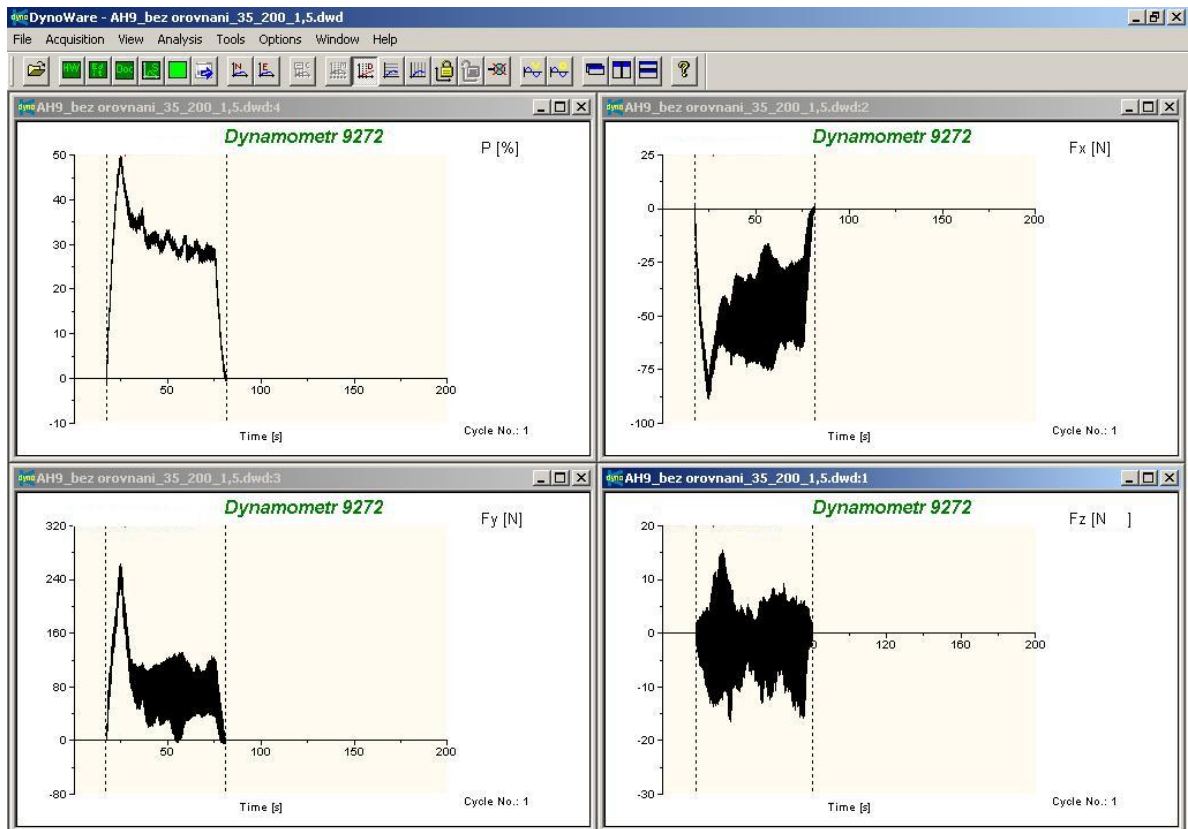 DynoWare - AH9_bez orovnani_35_200_1,5.dwd
File Acquisition View Analysis Tools Options Window Help
AH9_bez orovnani_35_200_1,5.dwd:4
Dynamometr 9272
P [%]
50
40
30
20
10
0
-10
50 100 150 200
Time [s]
Cycle No.: 1
AH9_bez orovnani_35_200_1,5.dwd:2
Dynamometr 9272
Fx [N]
25
0
-25
-50
-75
-100
50 100 150 200
Time [s]
Cycle No.: 1
AH9_bez orovnani_35_200_1,5.dwd:3
Dynamometr 9272
Fy [N]
320
240
160
80
0
-80
50 100 150 200
Time [s]
Cycle No.: 1
AH9_bez orovnani_35_200_1,5.dwd:1
Dynamometr 9272
Fz [N ]
20
10
0
-10
-20
-30
0 120 160 200
Time [s]
Cycle No.: 1